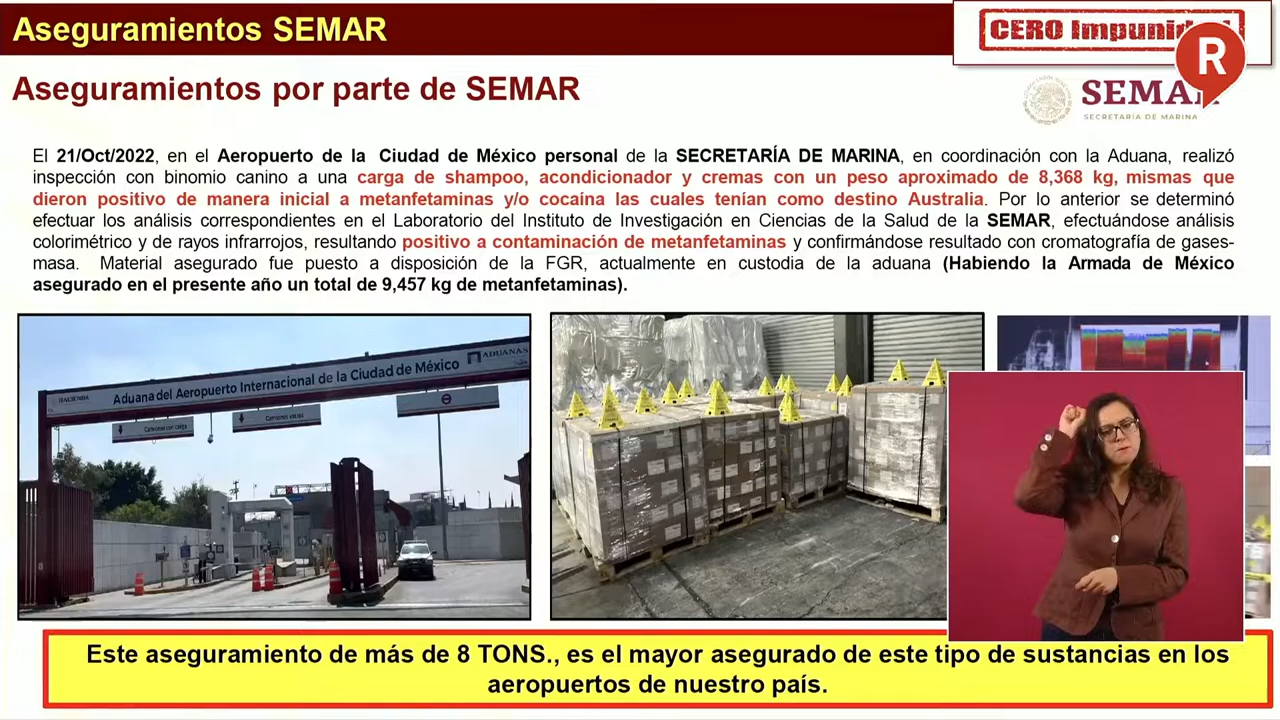 Aseguramientos SEMAR
CERO
R
Aseguramientos por parte de SEMAR
SECRETARÍA DE MARINA
El 21/Oct/2022, en el Aeropuerto de la Ciudad de México personal de la SECRETARÍA DE MARINA, en coordinación con la Aduana, realizó
inspección con binomio canino a una carga de shampoo, acondicionador y cremas con un peso aproximado de 8,368 kg, mismas que
dieron positivo de manera inicial a metanfetaminas y/o cocaína las cuales tenían como destino Australia. Por lo anterior se determinó
efectuar los análisis correspondientes en el Laboratorio del Instituto de Investigación en Ciencias de la Salud de la SEMAR, efectuándose análisis
colorimétrico y de rayos infrarrojos, resultando positivo a contaminación de metanfetaminas y confirmándose resultado con cromatografía de gases-
masa. Material asegurado fue puesto a disposición de la FGR, actualmente en custodia de la aduana (Habiendo la Armada de México
asegurado en el presente año un total de 9,457 kg de metanfetaminas).
HACIENDA
Aduana del Aeropuerto Internacional de la Ciudad de México
ADUANAS
Camiones con carga
Camiones vacíos
Este aseguramiento de más de 8 TONS., es el mayor asegurado de este tipo de sustancias en los
aeropuertos de nuestro país.